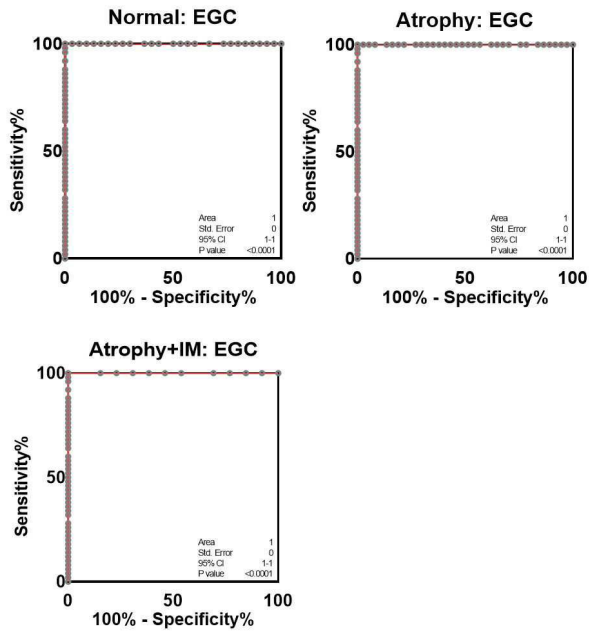 Normal: EGC
100
50
0
Sensitivity%
Area 1
Std. Error 0
95% CI 1-1
P value <0.0001
0 50 100
100% - Specificity%
Atrophy: EGC
100
50
0
Sensitivity%
Area 1
Std. Error 0
95% CI 1-1
P value <0.0001
0 50 100
100% - Specificity%
Atrophy+IM: EGC
100
50
0
Sensitivity%
Area 1
Std. Error 0
95% CI 1-1
P value <0.0001
0 50 100
100% - Specificity%